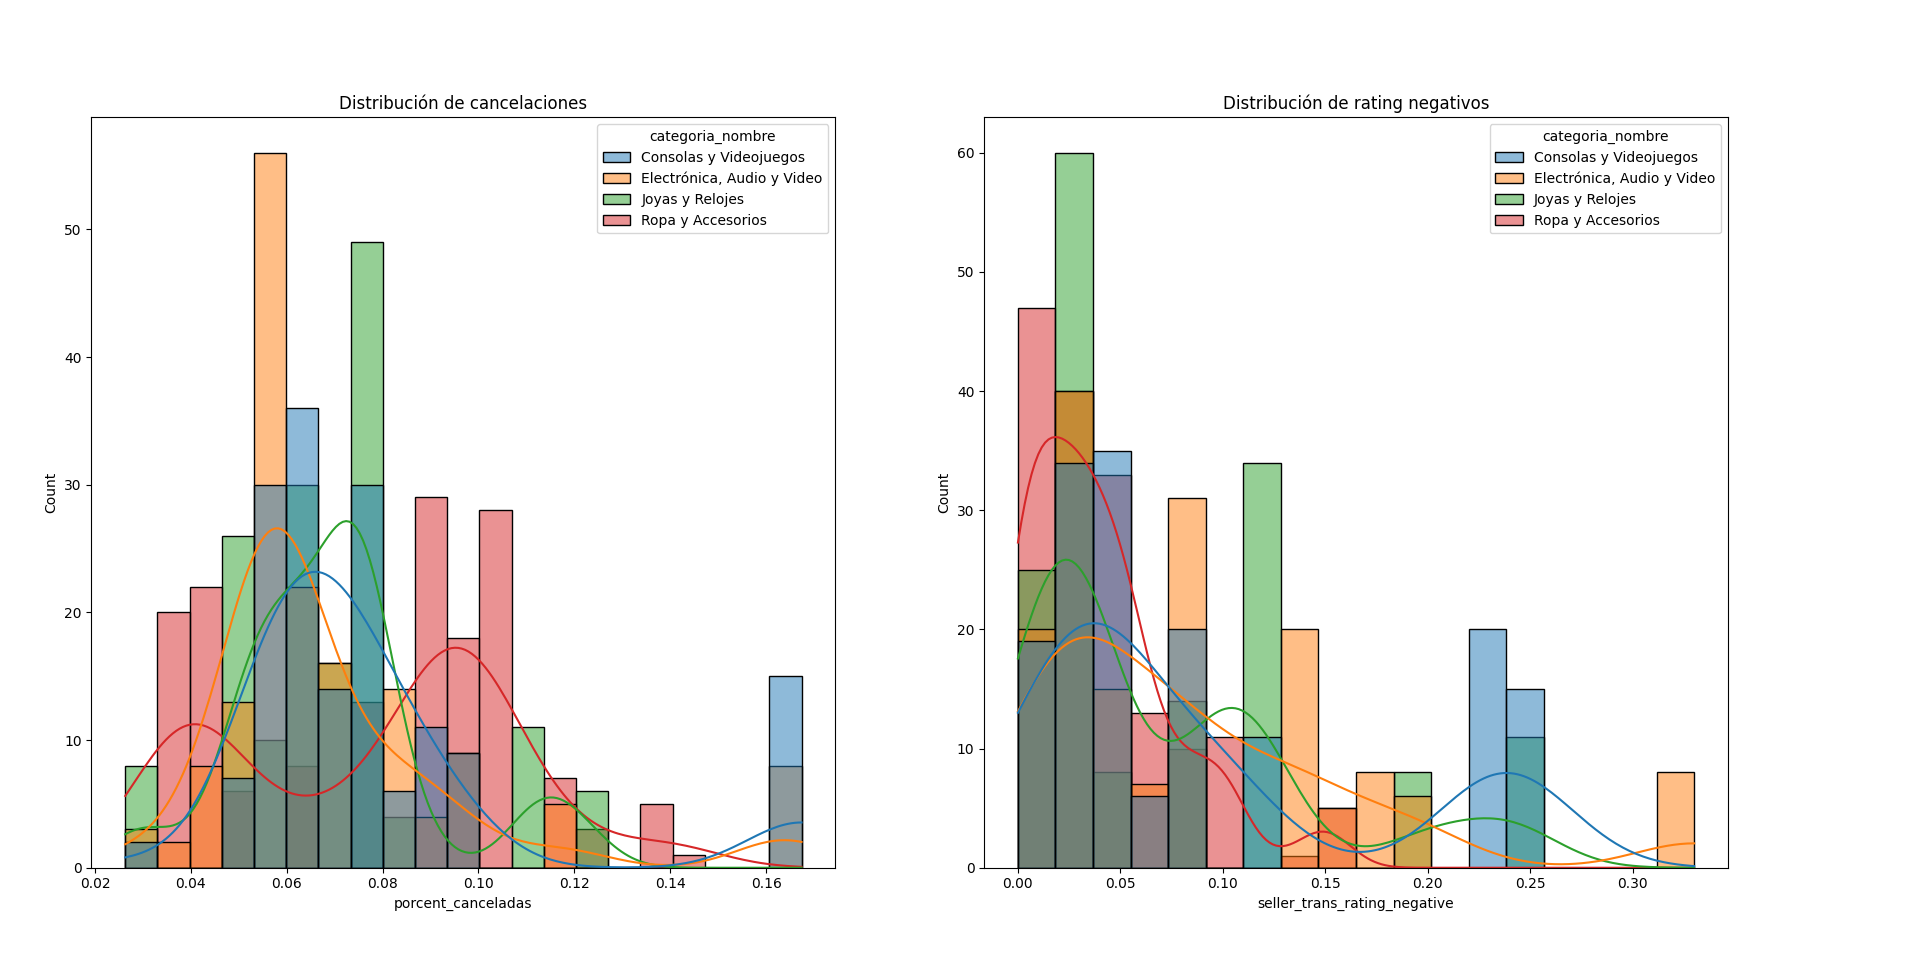 Distribución de cancelaciones
categoria_nombre
Consolas y Videojuegos
Electrónica, Audio y Video
Joyas y Relojes
Ropa y Accesorios
Count
50
40
30
20
10
0
0.02 0.04 0.06 0.08 0.10 0.12 0.14 0.16
porcent_canceladas
Distribución de rating negativos
categoria_nombre
Consolas y Videojuegos
Electrónica, Audio y Video
Joyas y Relojes
Ropa y Accesorios
Count
60
50
40
30
20
10
0
0.00 0.05 0.10 0.15 0.20 0.25 0.30
seller_trans_rating_negative